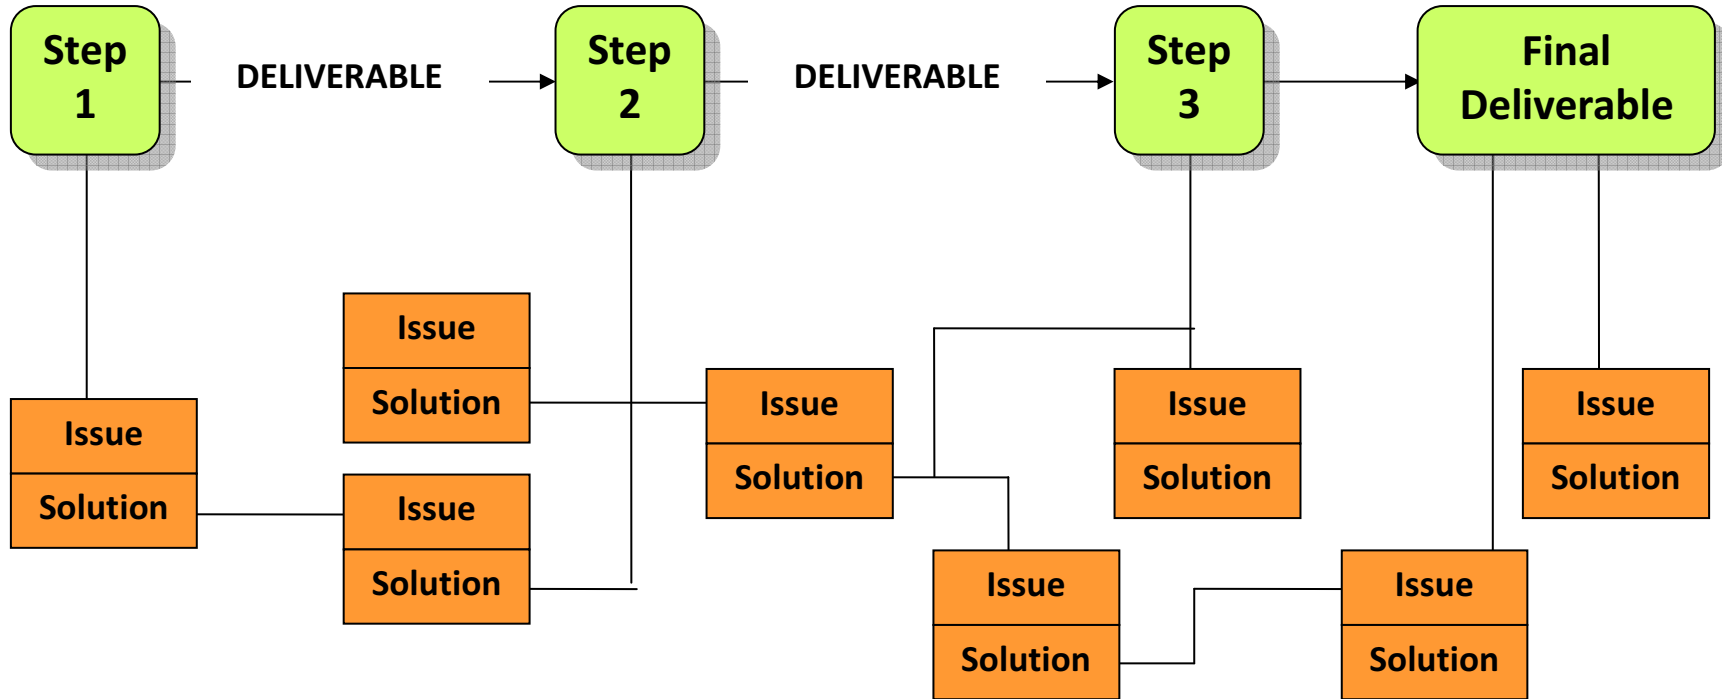 Step
1
DELIVERABLE
Step
2
DELIVERABLE
Step
3
Final
Deliverable
Issue
Solution
Issue
Solution
Issue
Solution
Issue
Solution
Issue
Solution
Issue
Solution
Issue
Solution
Issue
Solution